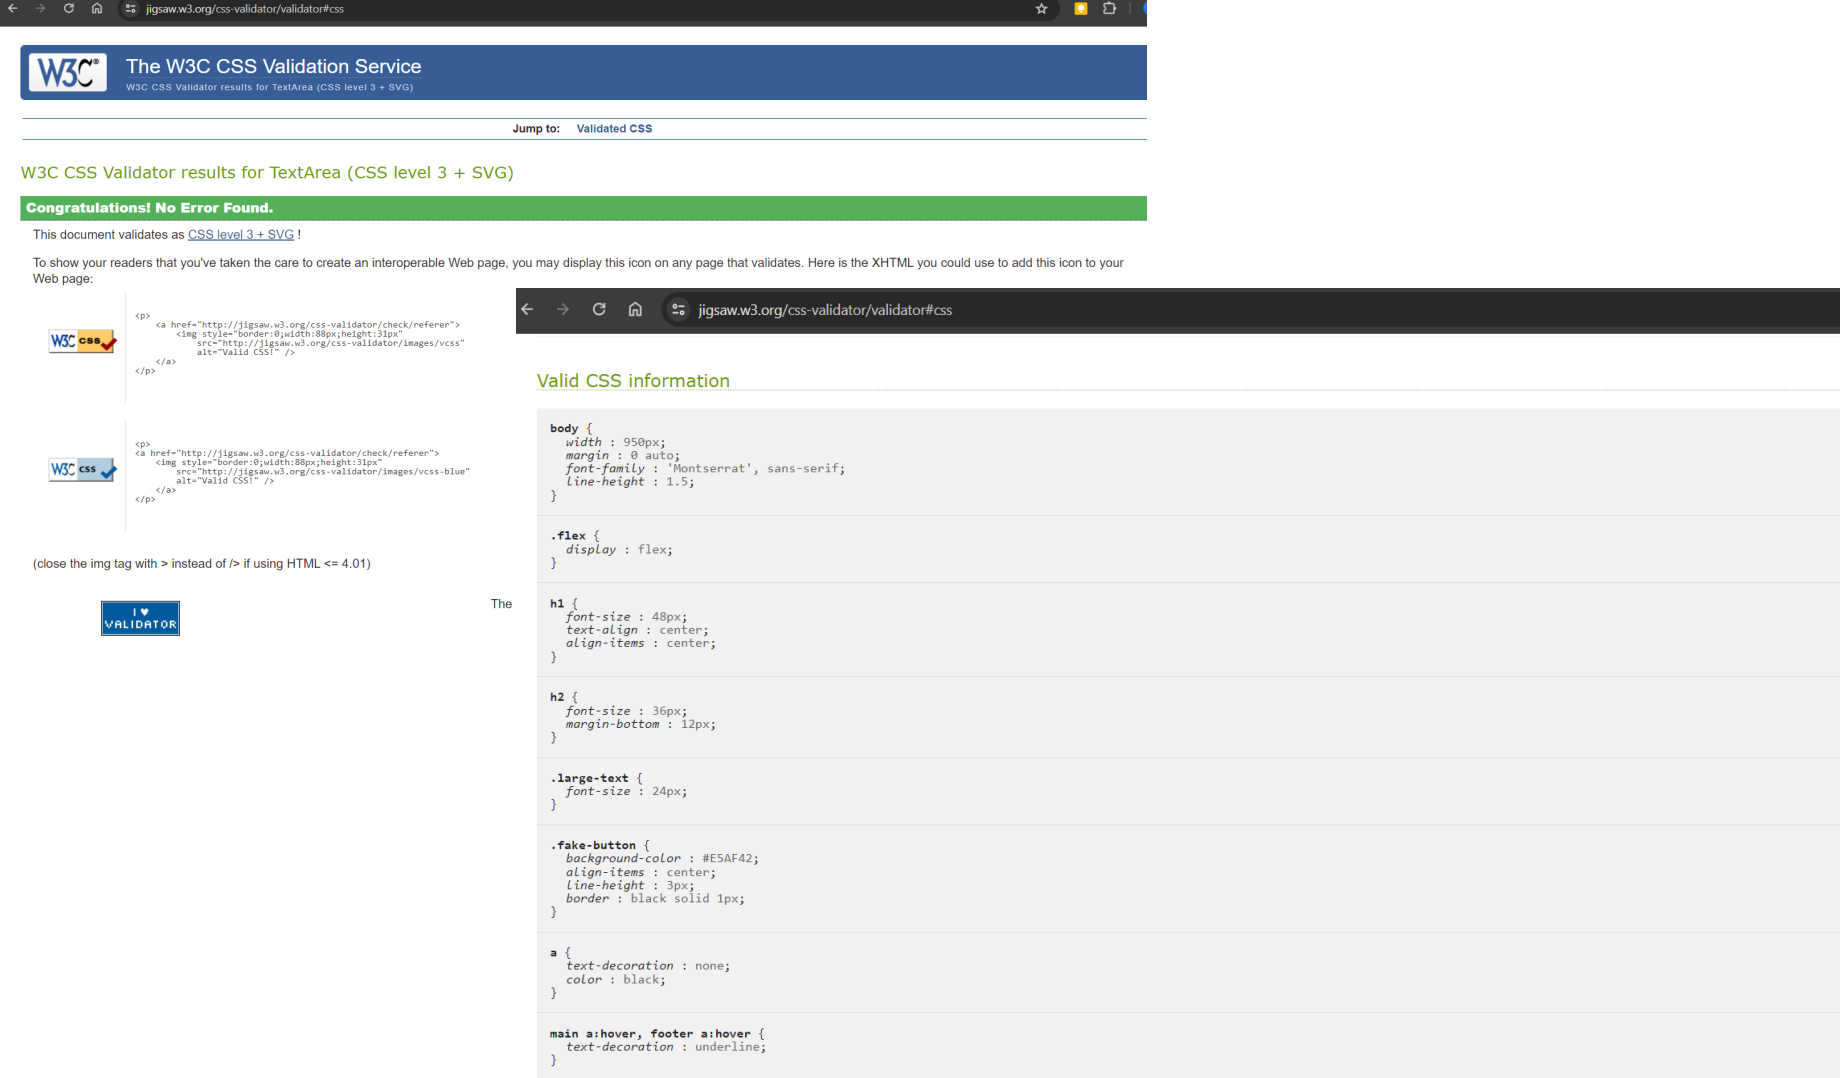 jigsaw.w3.org/css-validator/validator#css
W3C®
The W3C CSS Validation Service
W3C CSS Validator results for TextArea (CSS level 3 + SVG)
Jump to: Validated CSS
W3C CSS Validator results for TextArea (CSS level 3 + SVG)
Congratulations! No Error Found.
This document validates as CSS level 3 + SVG !
To show your readers that you've taken the care to create an interoperable Web page, you may display this icon on any page that validates. Here is the XHTML you could use to add this icon to your
Web page:
W3C css
<p>
<a href="http://jigsaw.w3.org/css-validator/check/referer">
<img style="border:0;width:88px;height:31px"
src="http://jigsaw.w3.org/css-validator/images/vcss"
alt="Valid CSS!" />
</a>
</p>
W3C css
<p>
<a href="http://jigsaw.w3.org/css-validator/check/referer">
<img style="border:0;width:88px;height:31px"
src="http://jigsaw.w3.org/css-validator/images/vcss-blue"
alt="Valid CSS!" />
</a>
</p>
(close the img tag with > instead of /> if using HTML <= 4.01)
I ♥
VALIDATOR
The
jigsaw.w3.org/css-validator/validator#css
Valid CSS information
body {
width : 950px;
margin : 0 auto;
font-family : 'Montserrat', sans-serif;
line-height : 1.5;
}
.flex {
display : flex;
}
h1 {
font-size : 48px;
text-align : center;
align-items : center;
}
h2 {
font-size : 36px;
margin-bottom : 12px;
}
.large-text {
font-size : 24px;
}
.fake-button {
background-color : #E5AF42;
align-items : center;
line-height : 3px;
border : black solid 1px;
}
a {
text-decoration : none;
color : black;
}
main a:hover, footer a:hover {
text-decoration : underline;
}